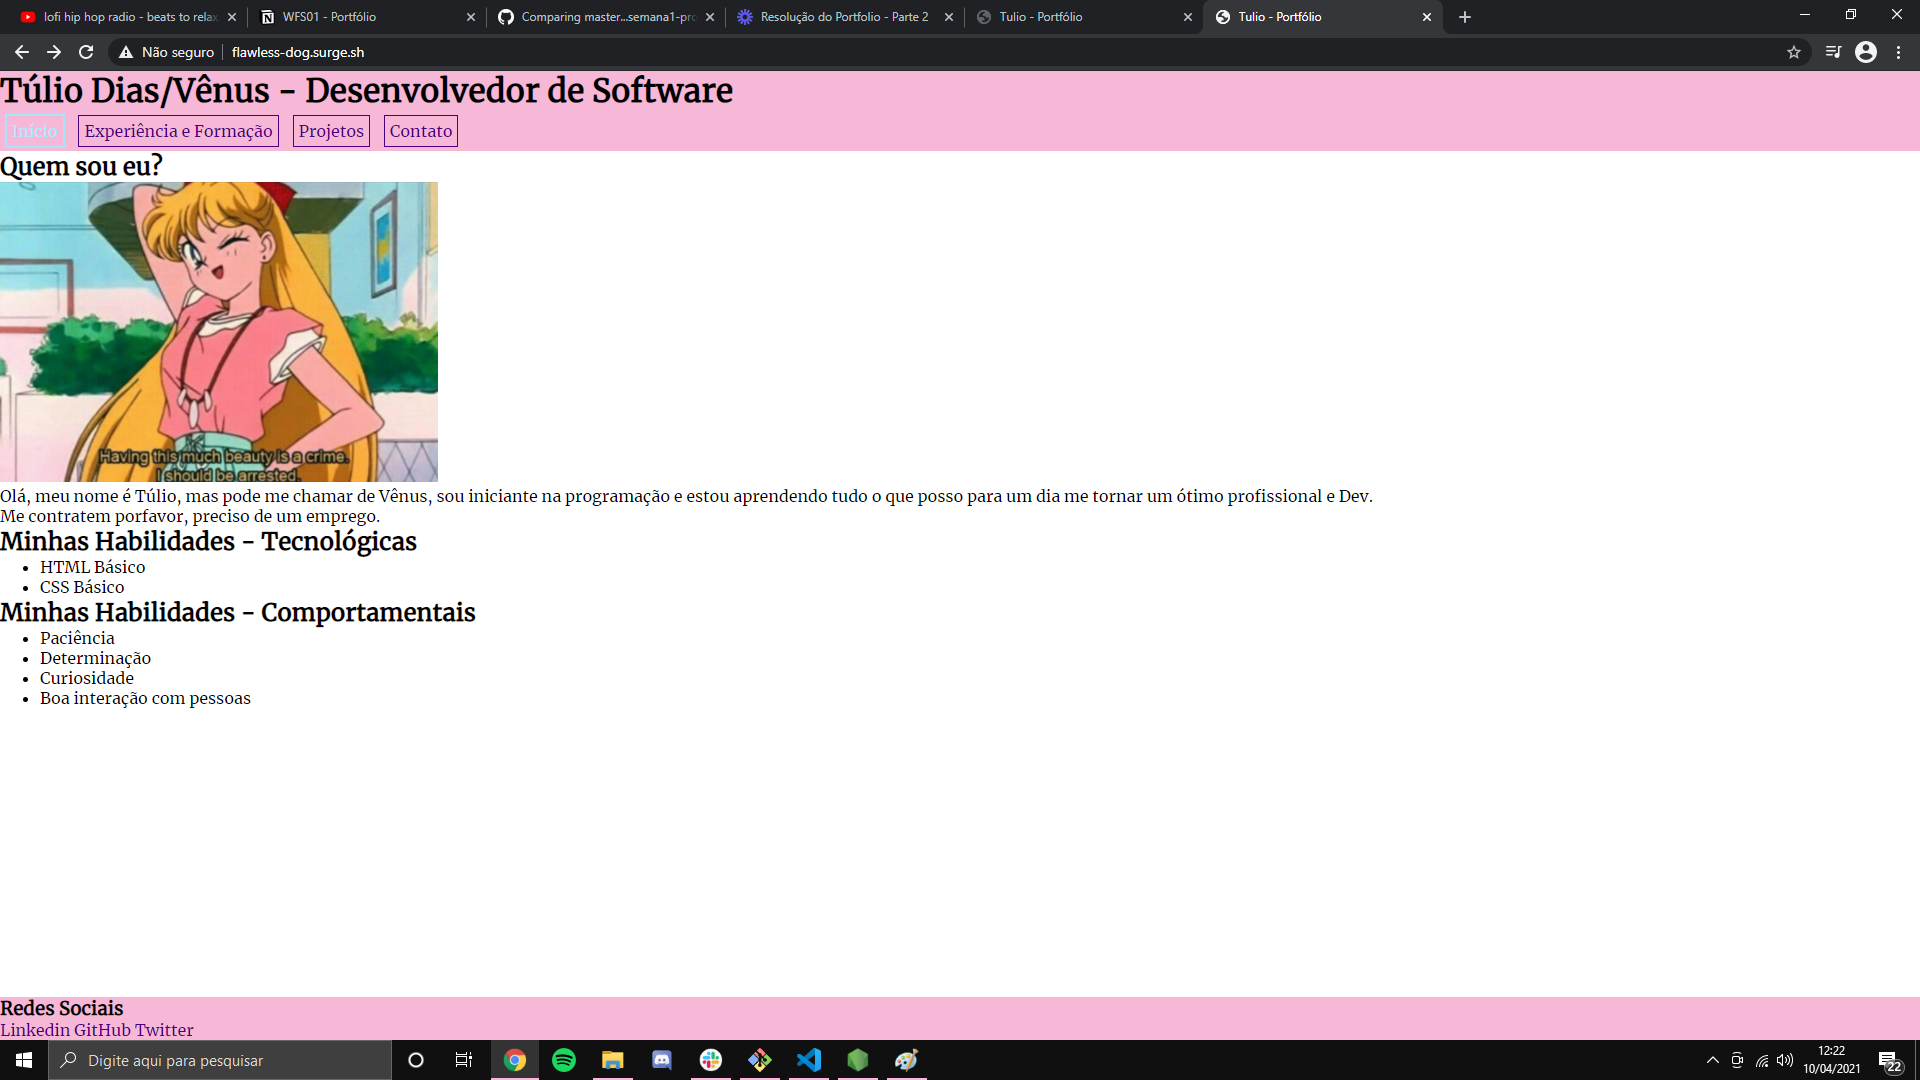 lofi hip hop radio - beats to relax
WFS01 - Portfólio
Comparing master...semana1-pro
Resolução do Portfolio - Parte 2
Tulio - Portfólio
Tulio - Portfólio
Não seguro
flawless-dog.surge.sh
Túlio Dias/Vênus - Desenvolvedor de Software
Início
Experiência e Formação
Projetos
Contato
Quem sou eu?
Having this much beauty is a crime.
I should be arrested.
Olá, meu nome é Túlio, mas pode me chamar de Vênus, sou iniciante na programação e estou aprendendo tudo o que posso para um dia me tornar um ótimo profissional e Dev.
Me contratem porfavor, preciso de um emprego.
Minhas Habilidades - Tecnológicas
HTML Básico
CSS Básico
Minhas Habilidades - Comportamentais
Paciência
Determinação
Curiosidade
Boa interação com pessoas
Redes Sociais
Linkedin GitHub Twitter
Digite aqui para pesquisar
12:22
10/04/2021
22